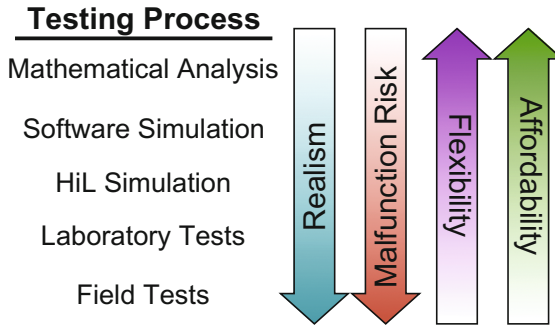 Testing Process
Mathematical Analysis
Software Simulation
HiL Simulation
Laboratory Tests
Field Tests
Realism
Malfunction Risk
Flexibility
Affordability